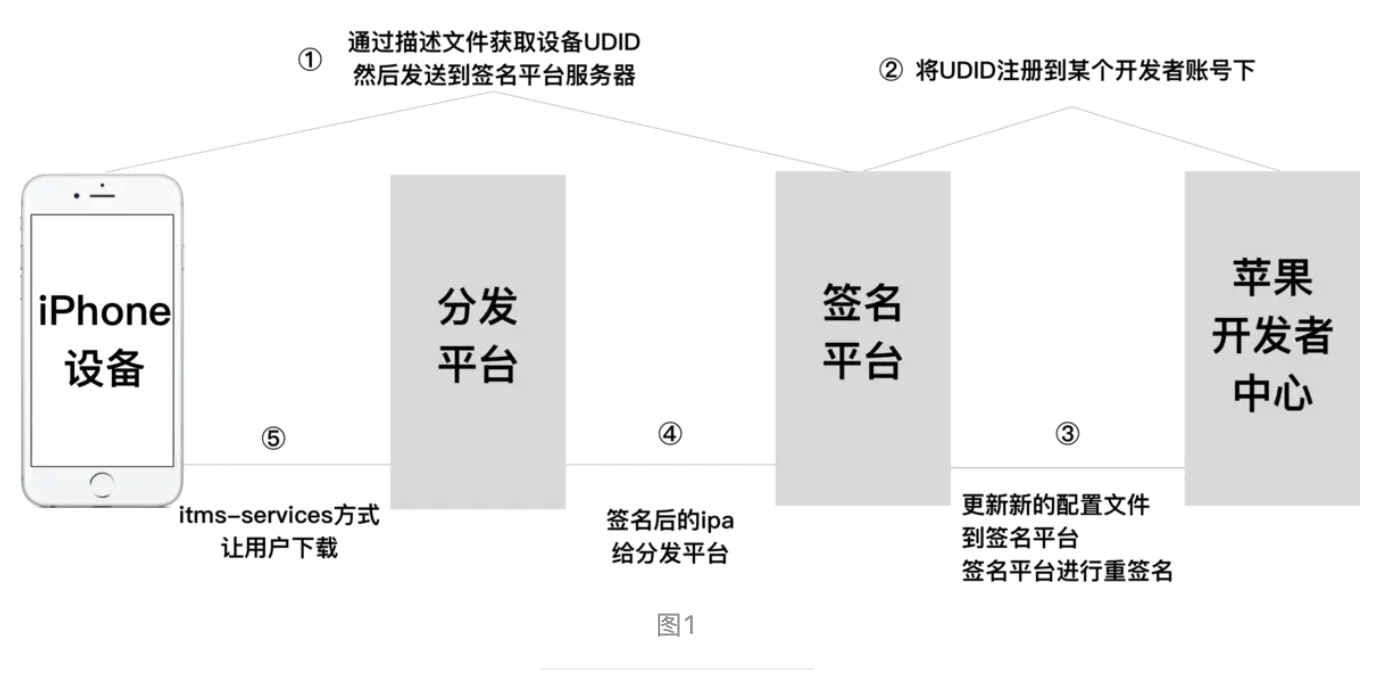 ① 通过描述文件获取设备UDID
然后发送到签名平台服务器
② 将UDID注册到某个开发者账号下
iPhone
设备
分发
平台
签名
平台
苹果
开发者
中心
⑤
itms-services方式
让用户下载
④
签名后的ipa
给分发平台
③
更新新的配置文件
到签名平台
签名平台进行重签名
图1